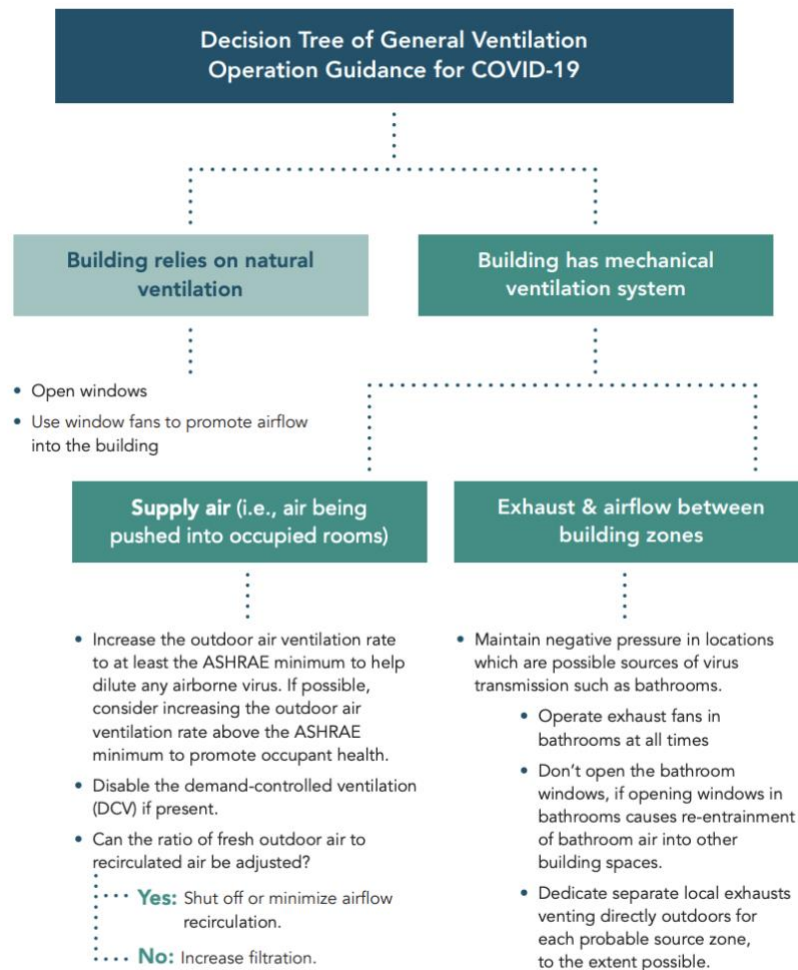 Decision Tree of General Ventilation
Operation Guidance for COVID-19
Building relies on natural
ventilation
• Open windows
• Use window fans to promote airflow
into the building
Building has mechanical
ventilation system
Supply air (i.e., air being
pushed into occupied rooms)
• Increase the outdoor air ventilation rate
to at least the ASHRAE minimum to help
dilute any airborne virus. If possible,
consider increasing the outdoor air
ventilation rate above the ASHRAE
minimum to promote occupant health.
• Disable the demand-controlled ventilation
(DCV) if present.
• Can the ratio of fresh outdoor air to
recirculated air be adjusted?
Yes: Shut off or minimize airflow
recirculation.
No: Increase filtration.
Exhaust & airflow between
building zones
• Maintain negative pressure in locations
which are possible sources of virus
transmission such as bathrooms.
• Operate exhaust fans in
bathrooms at all times
• Don’t open the bathroom
windows, if opening windows in
bathrooms causes re-entrainment
of bathroom air into other
building spaces.
• Dedicate separate local exhausts
venting directly outdoors for
each probable source zone,
to the extent possible.